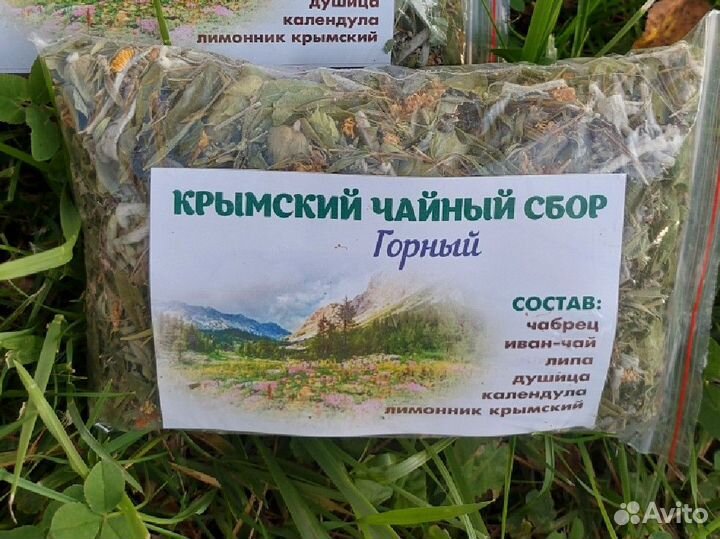 душица
календула
лимонник крымский
КРЫМСКИЙ ЧАЙНЫЙ СБОР
Горный
СОСТАВ:
чабрец
иван-чай
липа
душица
календула
лимонник крымский
Avito